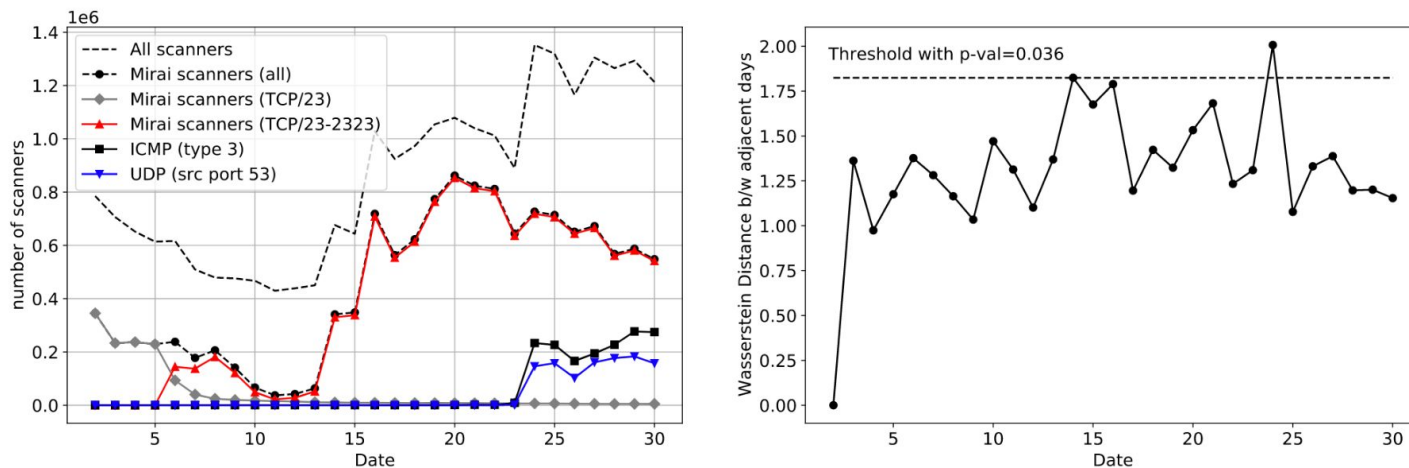 1e6
1.4
1.2
1.0
0.8
0.6
0.4
0.2
0.0
number of scanners
All scanners
Mirai scanners (all)
Mirai scanners (TCP/23)
Mirai scanners (TCP/23-2323)
ICMP (type 3)
UDP (src port 53)
5 10 15 20 25 30
Date
2.00
1.75
1.50
1.25
1.00
0.75
0.50
0.25
0.00
Wasserstein Distance b/w adjacent days
Threshold with p-val=0.036
5 10 15 20 25 30
Date